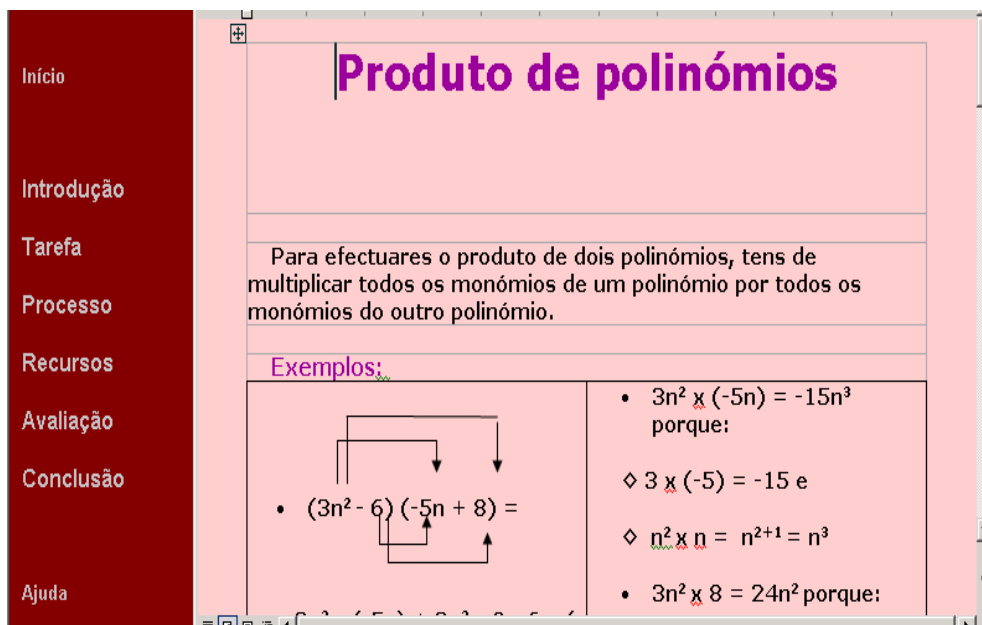 Início
Introdução
Tarefa
Processo
Recursos
Avaliação
Conclusão
Ajuda
Produto de polinómios
Para efectuares o produto de dois polinómios, tens de
multiplicar todos os monómios de um polinómio por todos os
monómios do outro polinómio.
Exemplos:
• (3n² - 6) (-5n + 8) =
• 3n² x (-5n) = -15n³
porque:
◊ 3 x (-5) = -15 e
◊ n² x n = n²⁺¹ = n³
• 3n² x 8 = 24n² porque: